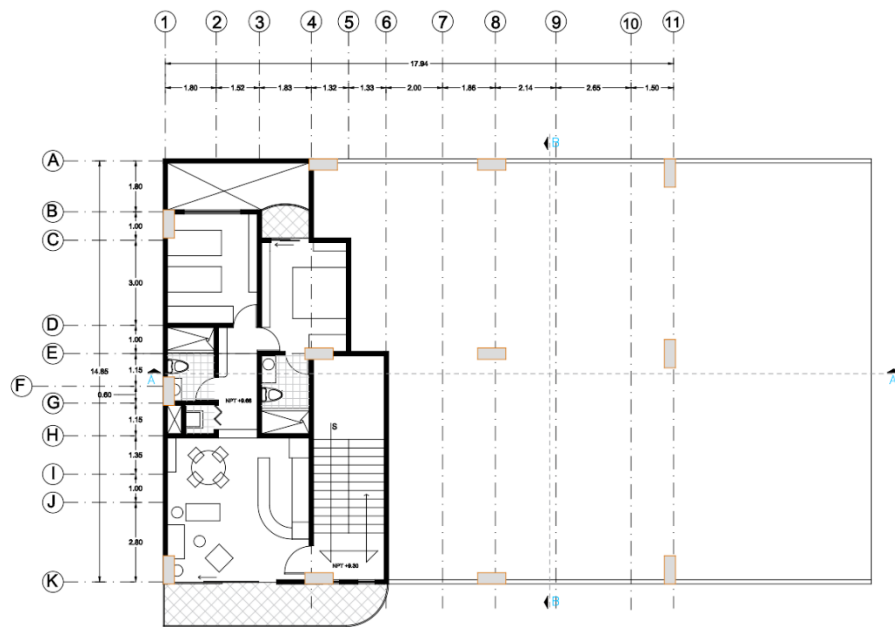 1 2 3 4 5 6 7 8 9 10 11
17.94
1.80 1.52 1.83 1.32 1.33 2.00 1.86 2.14 2.65 1.50
B
A
1.80
B
1.00
C
3.00
D
1.00
E
1.15
14.85
A A
F
0.60
G
NPT +9.66
1.15
H
S
1.35
I
1.00
J
2.80
NPT +9.30
K
B